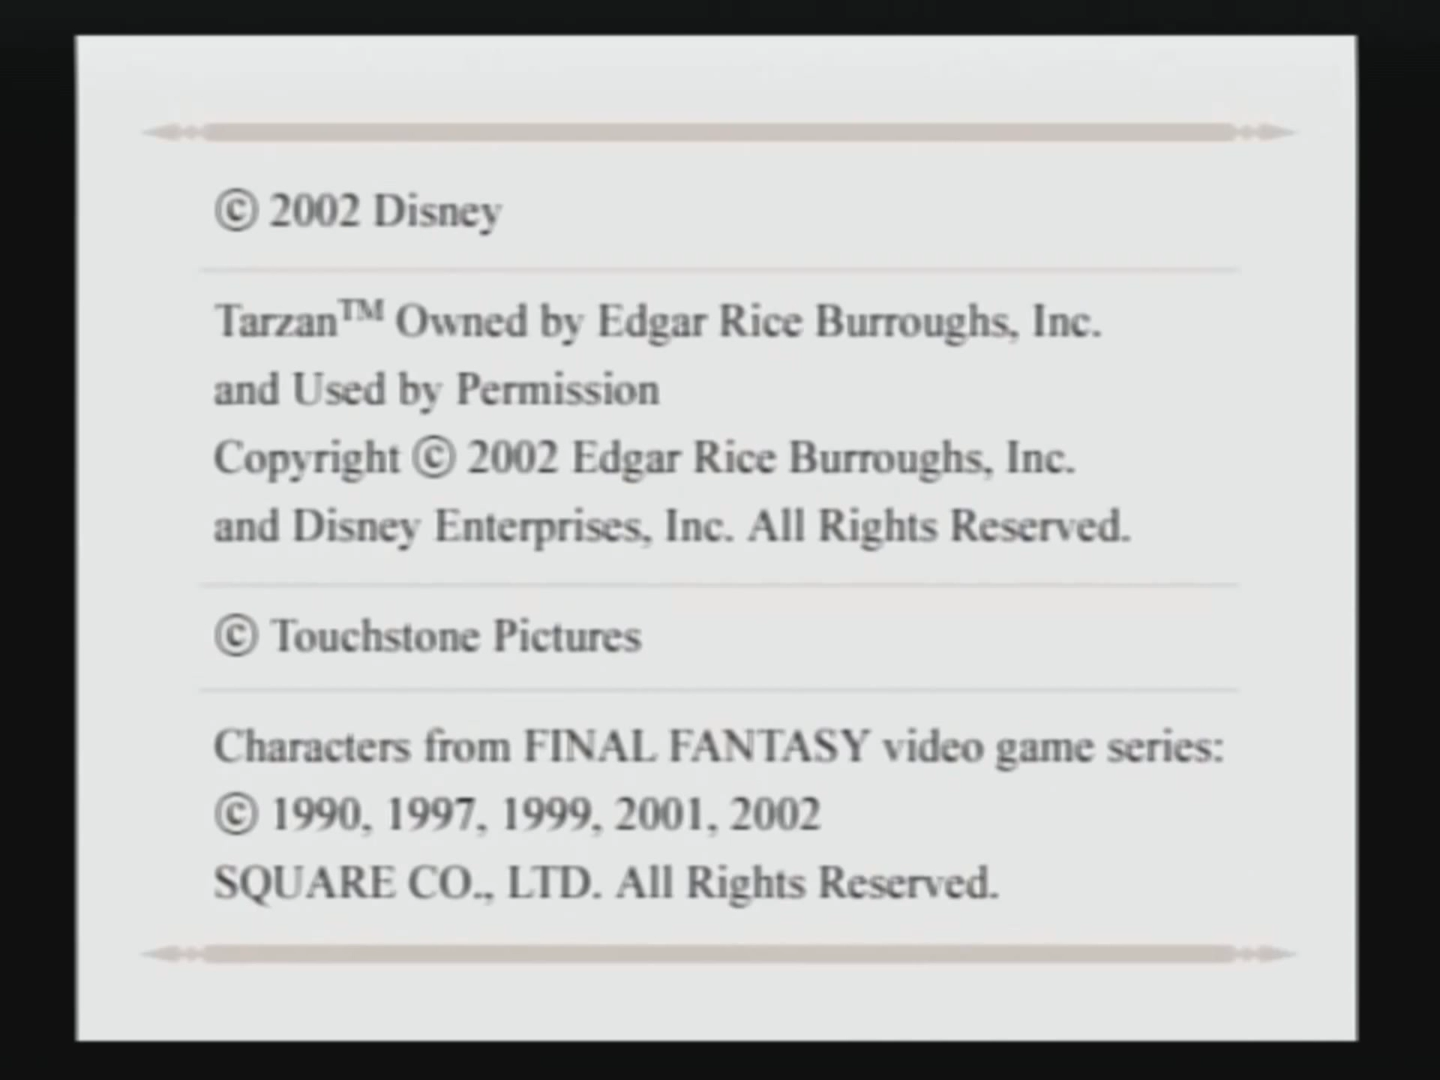 © 2002 Disney
Tarzan™ Owned by Edgar Rice Burroughs, Inc.
and Used by Permission
Copyright © 2002 Edgar Rice Burroughs, Inc.
and Disney Enterprises, Inc. All Rights Reserved.
© Touchstone Pictures
Characters from FINAL FANTASY video game series:
© 1990, 1997, 1999, 2001, 2002
SQUARE CO., LTD. All Rights Reserved.